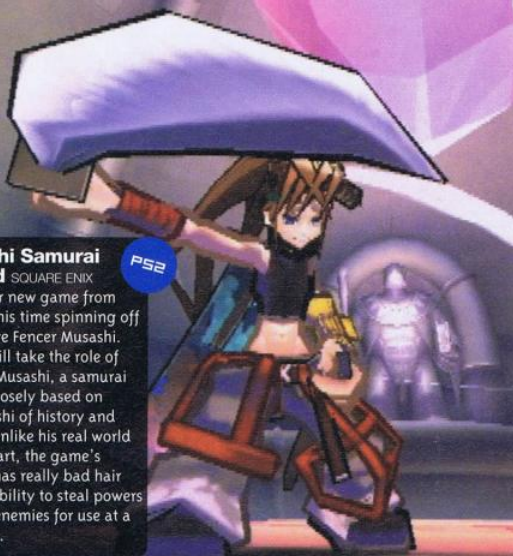 hi Samurai
d SQUARE ENIX
PS2
r new game from
his time spinning off
e Fencer Musashi.
ill take the role of
Musashi, a samurai
osely based on
shi of history and
nlike his real world
art, the game's
as really bad hair
bility to steal powers
enemies for use at a
.